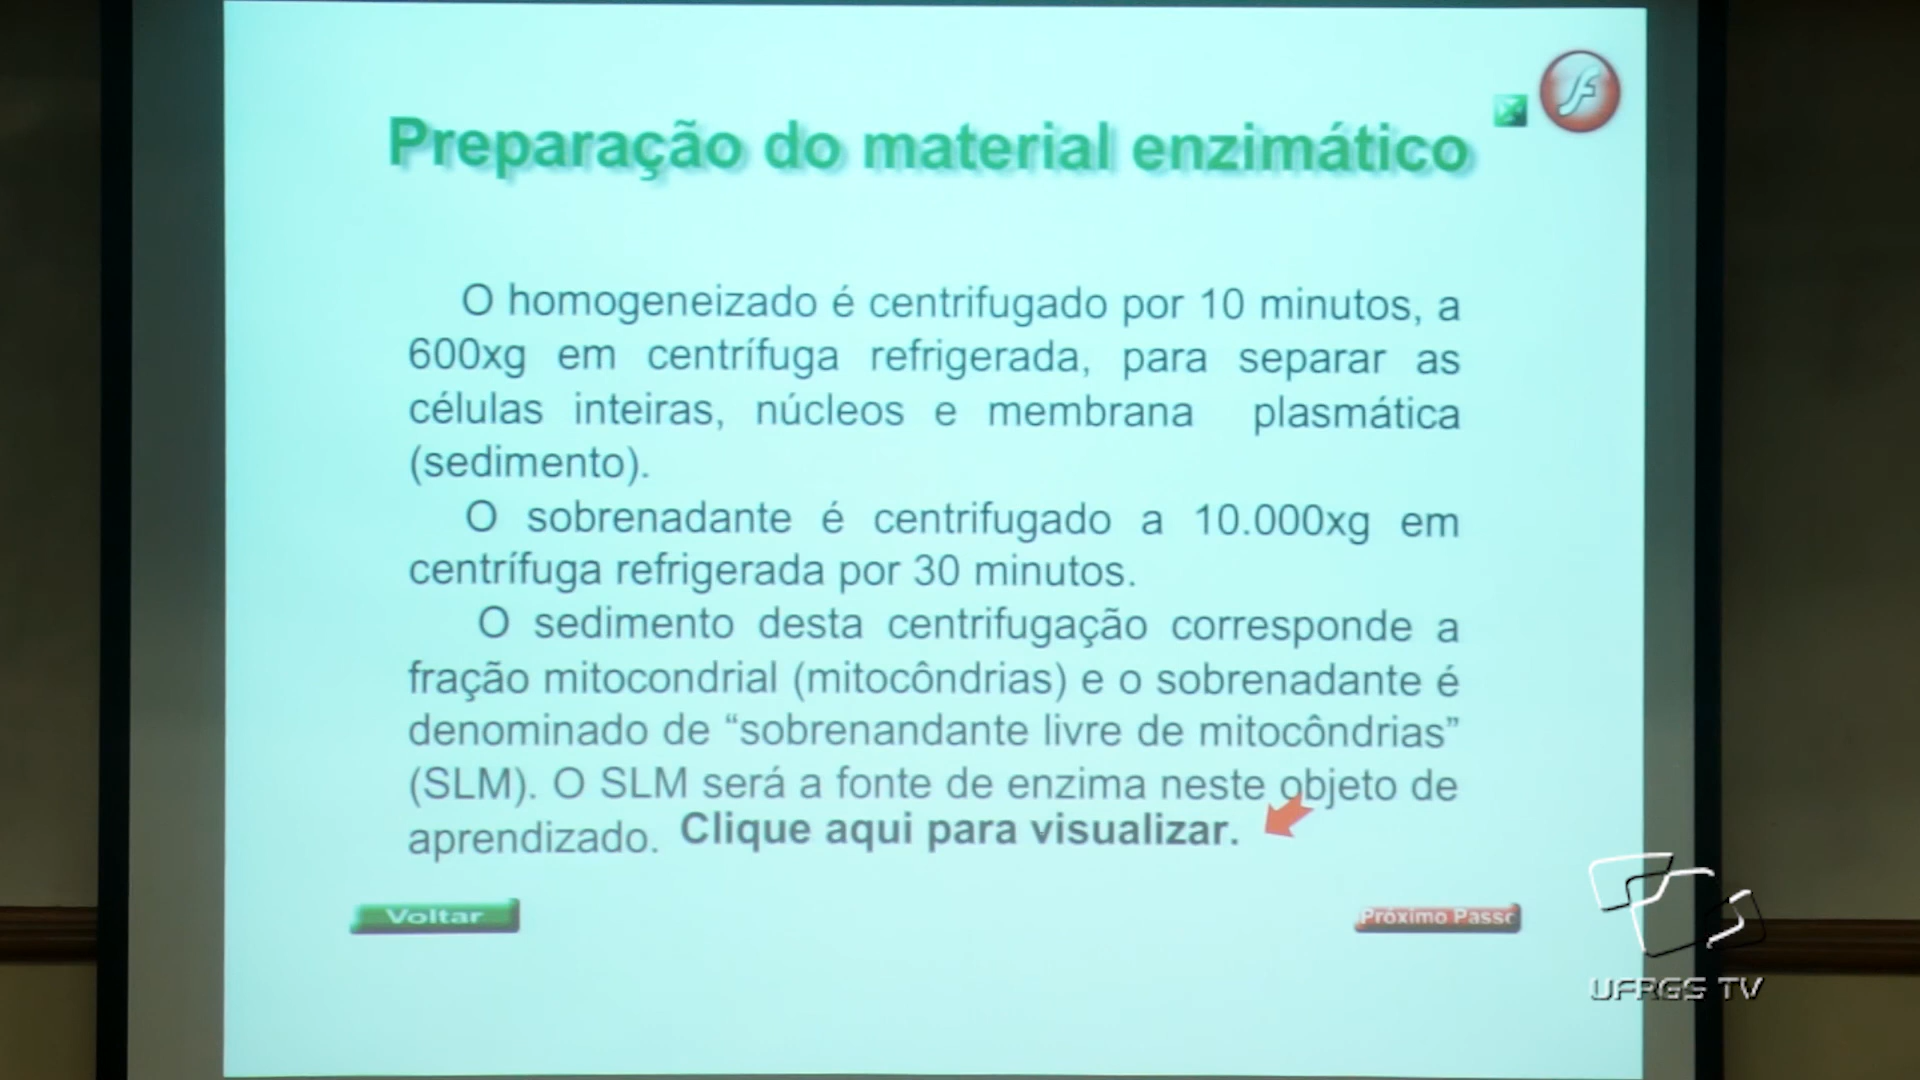 Preparação do material enzimático
O homogeneizado é centrifugado por 10 minutos, a
600xg em centrífuga refrigerada, para separar as
células inteiras, núcleos e membrana plasmática
(sedimento).
O sobrenadante é centrifugado a 10.000xg em
centrífuga refrigerada por 30 minutos.
O sedimento desta centrifugação corresponde a
fração mitocondrial (mitocôndrias) e o sobrenadante é
denominado de “sobrenandante livre de mitocôndrias”
(SLM). O SLM será a fonte de enzima neste objeto de
aprendizado. Clique aqui para visualizar.
Voltar
Próximo Passo
UFRGS TV